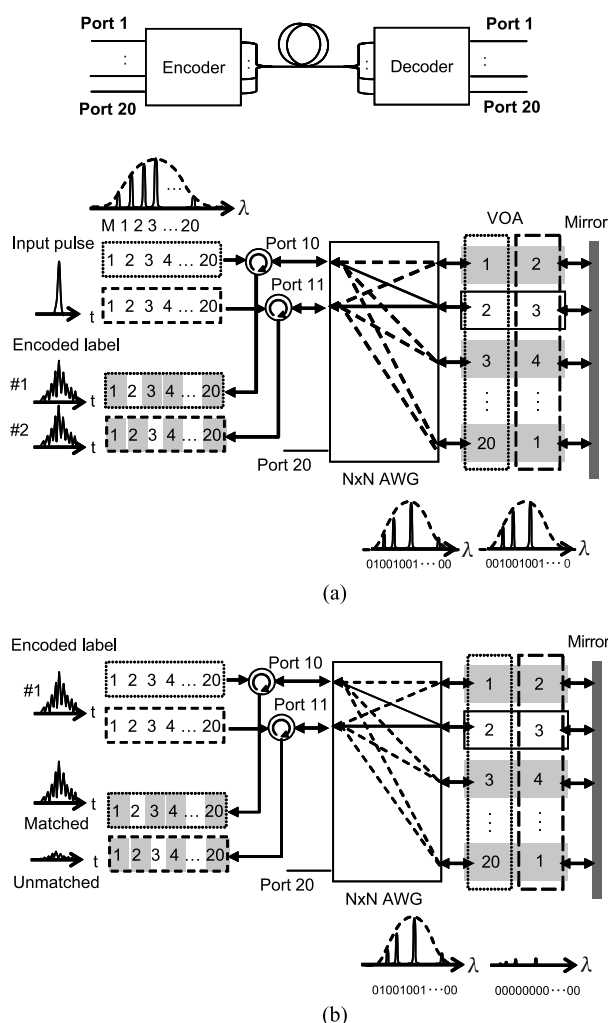 Port 1
Port 1
:
:
:
:
Encoder
Decoder
Port 20
Port 20
λ
M 1 2 3 ... 20
Input pulse
t
1 2 3 4 ... 20
1 2 3 4 ... 20
Port 10
Port 11
VOA
Mirror
1 2
2 3
3 4
⋮ ⋮
20 1
Encoded label
#1
t
1 2 3 4 ... 20
#2
t
1 2 3 4 ... 20
Port 20
NxN AWG
λ
λ
01001001···00
001001001···0
(a)
Encoded label
#1
t
1 2 3 4 ... 20
1 2 3 4 ... 20
Port 10
Port 11
Mirror
1 2
2 3
3 4
⋮ ⋮
20 1
t
Matched
1 2 3 4 ... 20
t
Unmatched
1 2 3 4 ... 20
Port 20
NxN AWG
λ
λ
01001001···00
00000000···00
(b)